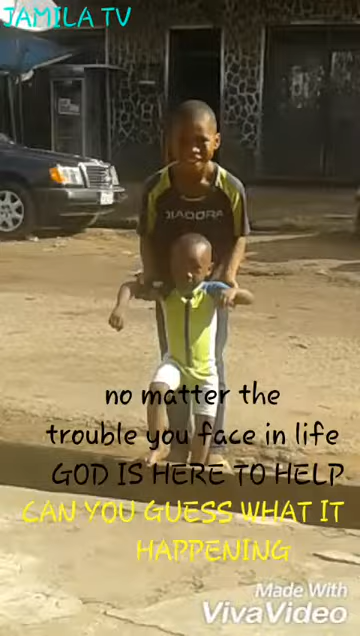 JAMILA TV
DIADORA
no matter the
trouble you face in life
GOD IS HERE TO HELP
CAN YOU GUESS WHAT IT
HAPPENING
Made With
VivaVideo